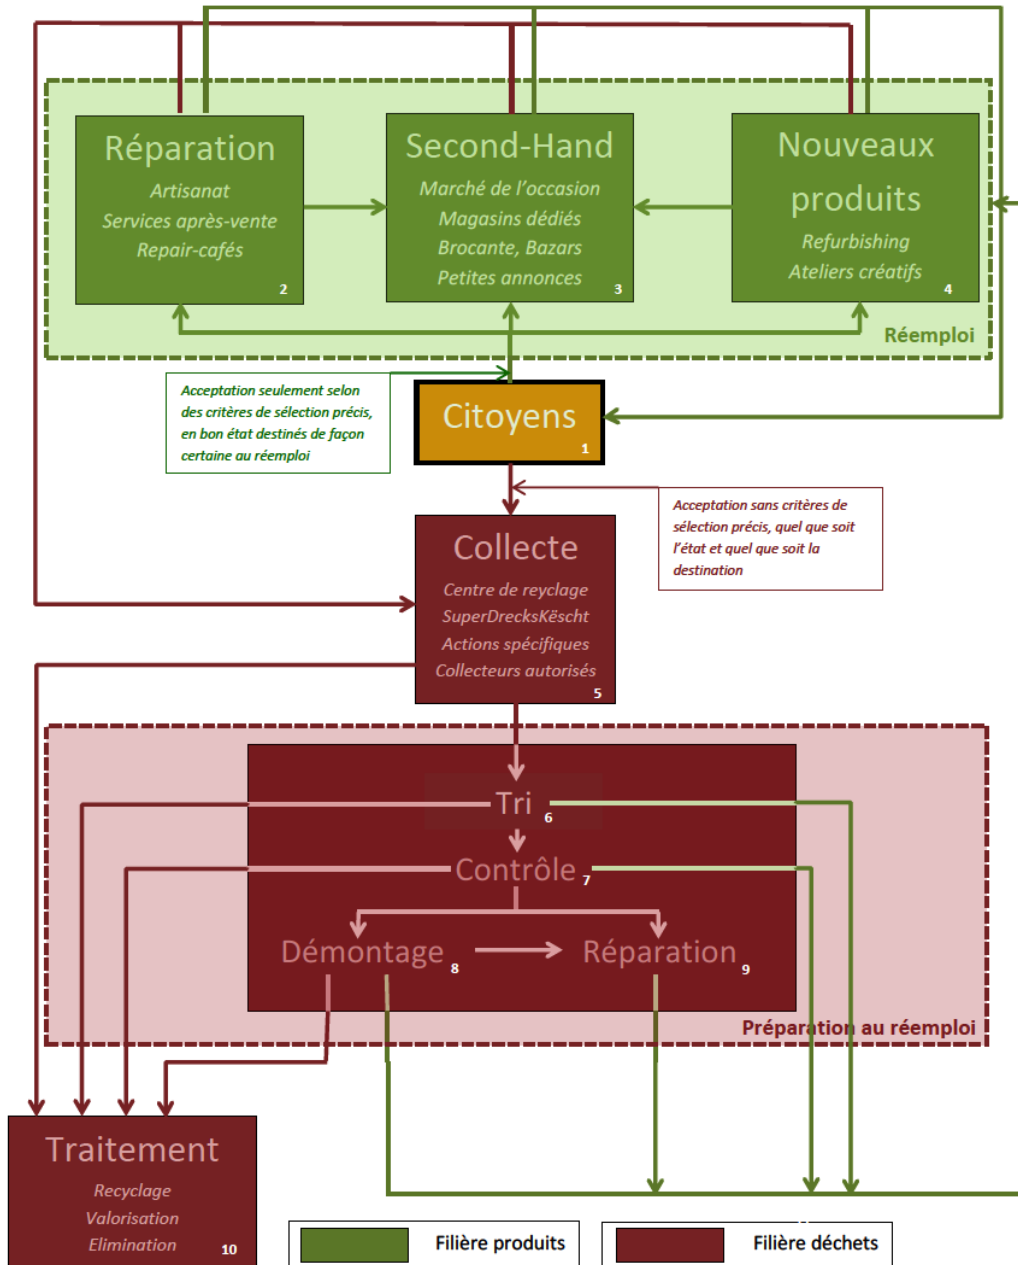 Réparation
Artisanat
Services après-vente
Repair-cafés
2
Second-Hand
Marché de l'occasion
Magasins dédiés
Brocante, Bazars
Petites annonces
3
Nouveaux
produits
Refurbishing
Ateliers créatifs
4
Réemploi
Acceptation seulement selon
des critères de sélection précis,
en bon état destinés de façon
certaine au réemploi
Citoyens
1
Acceptation sans critères de
sélection précis, quel que soit
l'état et quel que soit la
destination
Collecte
Centre de reyclage
SuperDrecksKëscht
Actions spécifiques
Collecteurs autorisés
5
Tri
6
Contrôle
7
Démontage
8
Réparation
9
Préparation au réemploi
Traitement
Recyclage
Valorisation
Elimination
10
Filière produits
Filière déchets